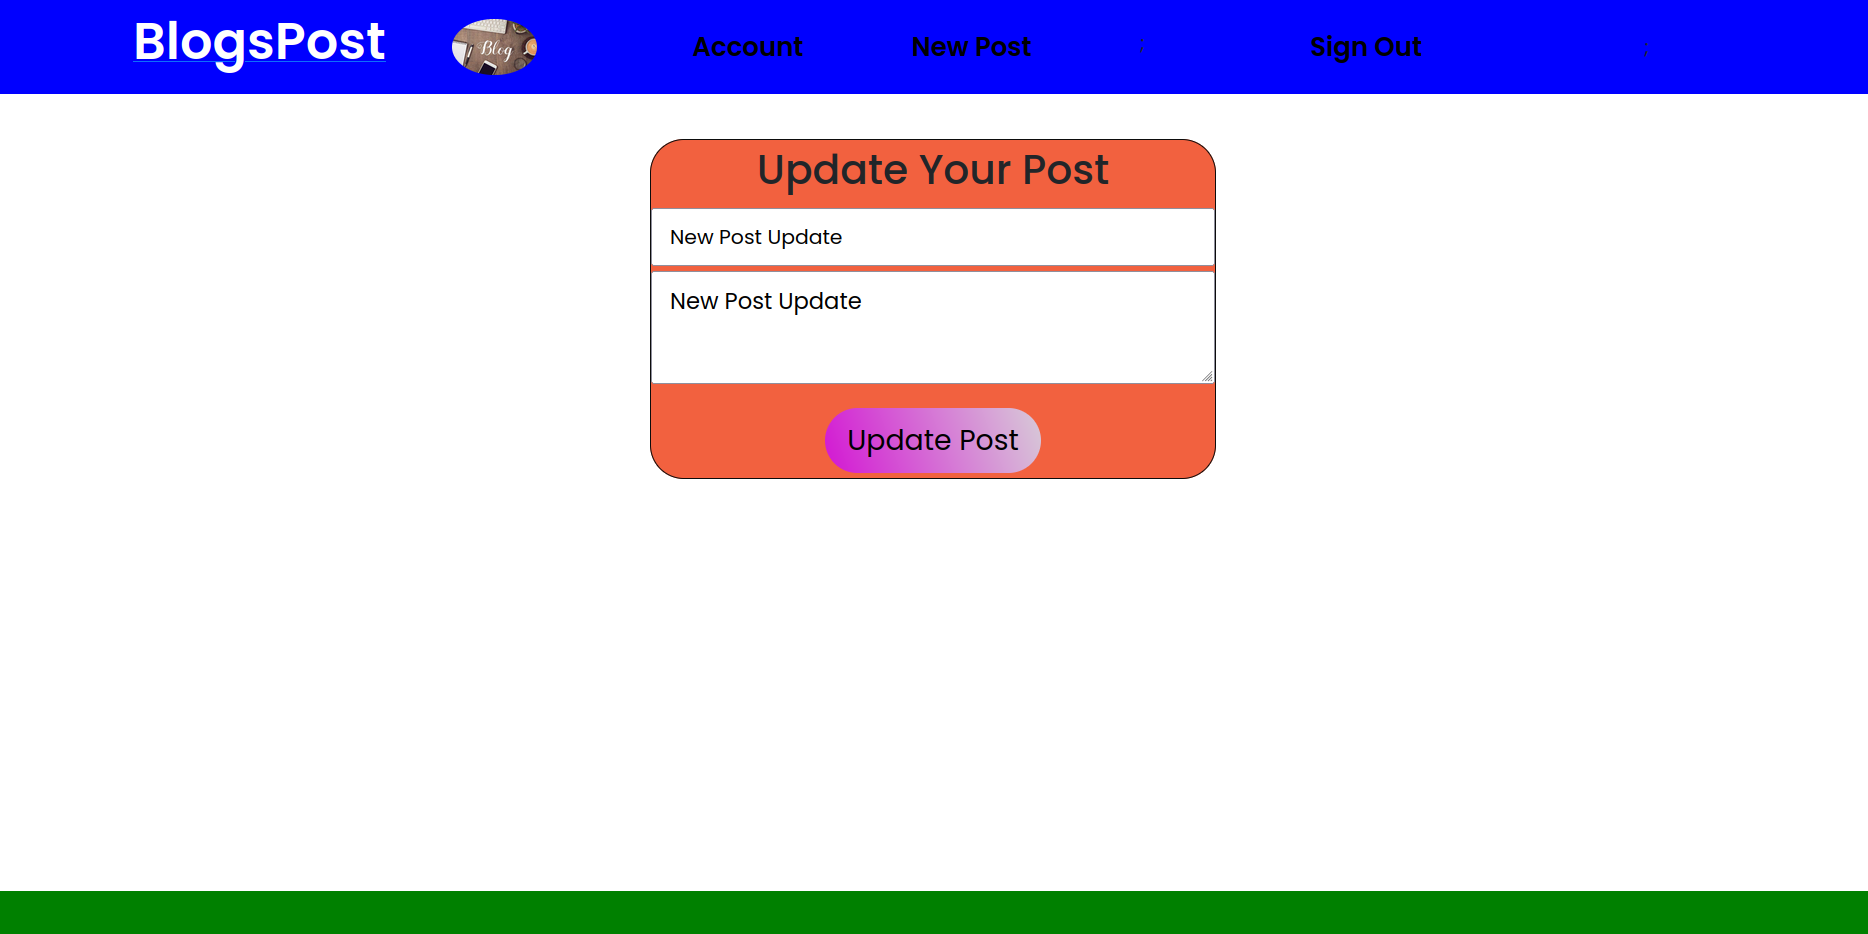 BlogsPost
Blog
Account
New Post
Sign Out
Update Your Post
New Post Update
New Post Update
Update Post